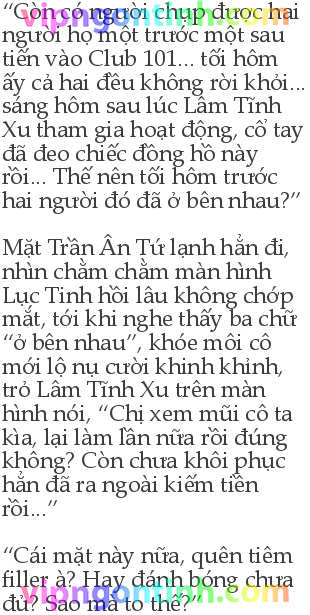 “Còn có người chụp được hai
người họ một trước một sau
tiến vào Club 101... tối hôm
ấy cả hai đều không rời khỏi...
sáng hôm sau lúc Lâm Tĩnh
Xu tham gia hoạt động, cổ tay
đã đeo chiếc đồng hồ này
rồi... Thế nên tối hôm trước
hai người đó đã ở bên nhau?”
Mặt Trần Ân Tứ lạnh hẳn đi,
nhìn chằm chằm màn hình
Lục Tinh hồi lâu không chớp
mắt, tới khi nghe thấy ba chữ
“ở bên nhau”, khóe môi cô
mới lộ nụ cười khinh khỉnh,
trỏ Lâm Tĩnh Xu trên màn
hình nói, “Chị xem mũi cô ta
kìa, lại làm lần nữa rồi đúng
không? Còn chưa khôi phục
hẳn đã ra ngoài kiếm tiền
rồi...”
“Cái mặt này nữa, quên tiêm
filler à? Hay đánh bóng chưa
đủ? Sao má to thế?”
vipngontinh.com
vipngontinh.com